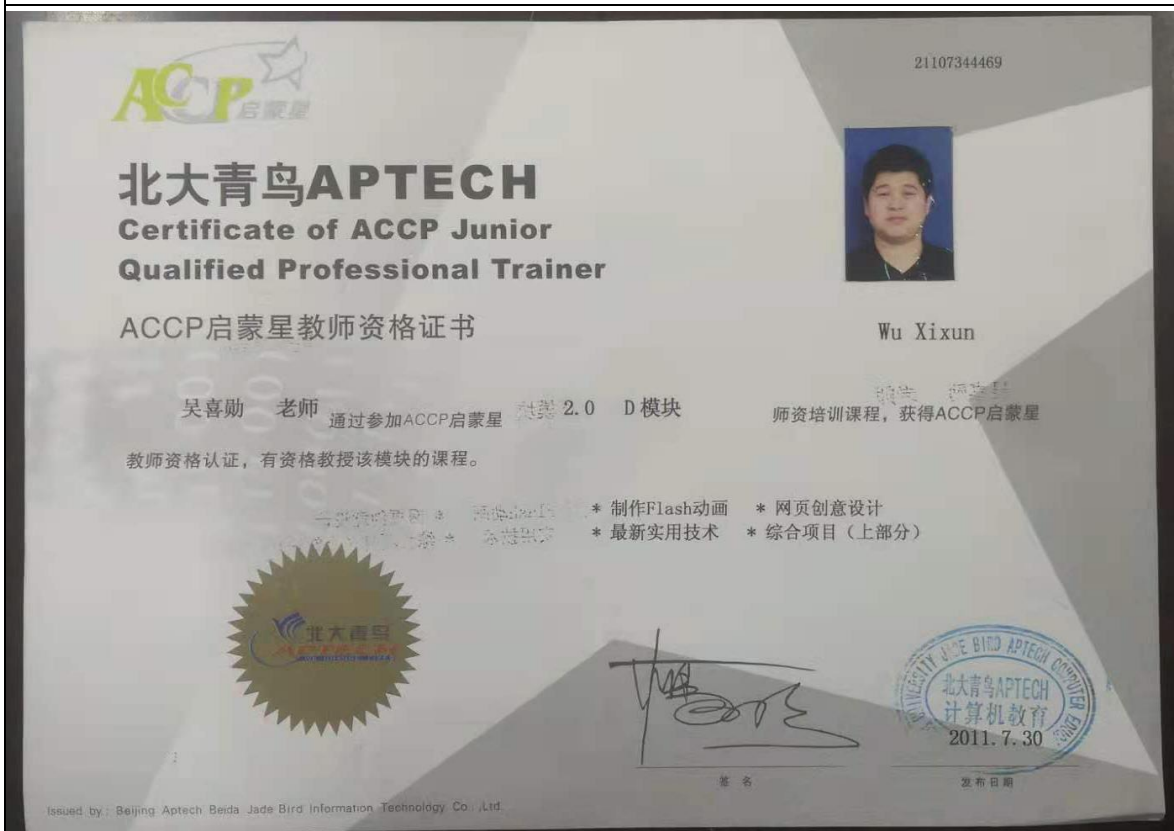 21107344469
ACCP启蒙星
北大青鸟APTECH
Certificate of ACCP Junior
Qualified Professional Trainer
ACCP启蒙星教师资格证书
Wu Xixun
吴喜勋 老师 通过参加ACCP启蒙星 2.0 D模块 师资培训课程，获得ACCP启蒙星
教师资格认证，有资格教授该模块的课程。
* 制作Flash动画 * 网页创意设计
* 最新实用技术 * 综合项目（上部分）
北大青鸟
APTECH
UNIVERSITY JADE BIRD APTECH COMPUTER
北大青鸟APTECH
计算机教育
2011.7.30
签名
发布日期
Issued by: Beijing Aptech Beida Jade Bird Information Technology Co.,Ltd.